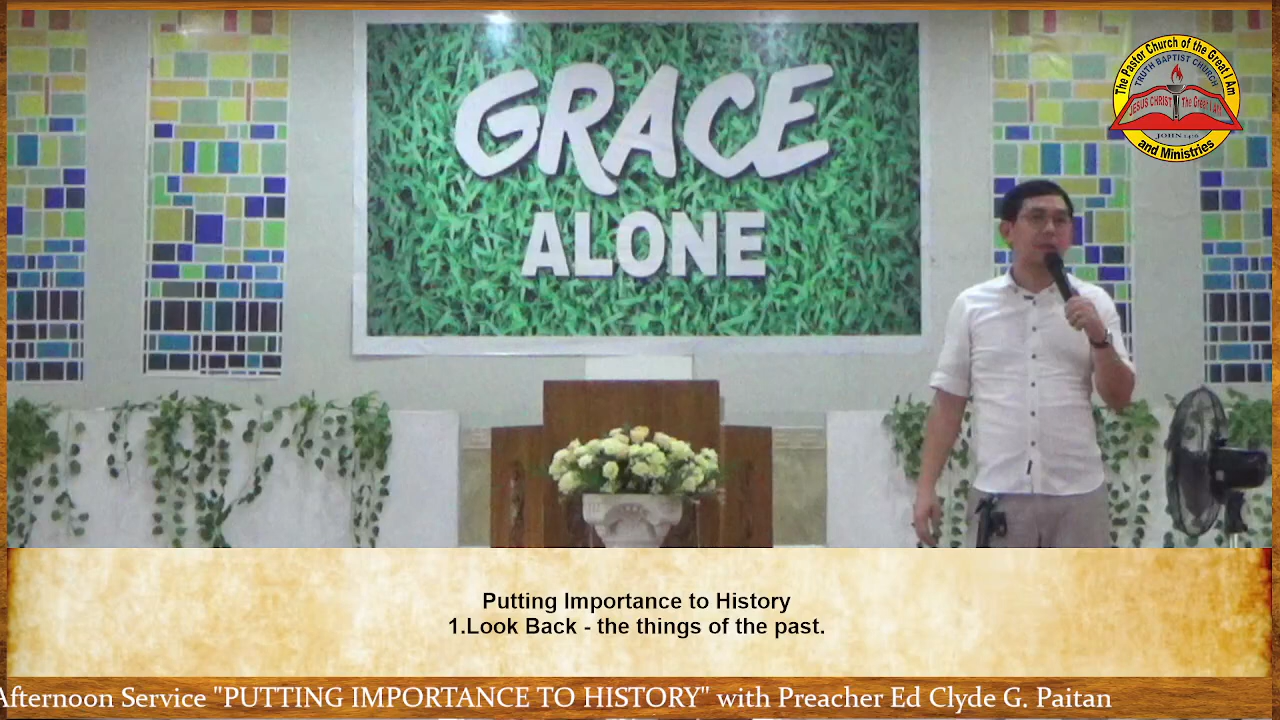 GRACE
ALONE
The Pastor Church of the Great I Am
TRUTH BAPTIST CHURCH
JESUS CHRIST The Great I Am
JOHN
and Ministries
Putting Importance to History
1.Look Back - the things of the past.
Afternoon Service "PUTTING IMPORTANCE TO HISTORY" with Preacher Ed Clyde G. Paitan